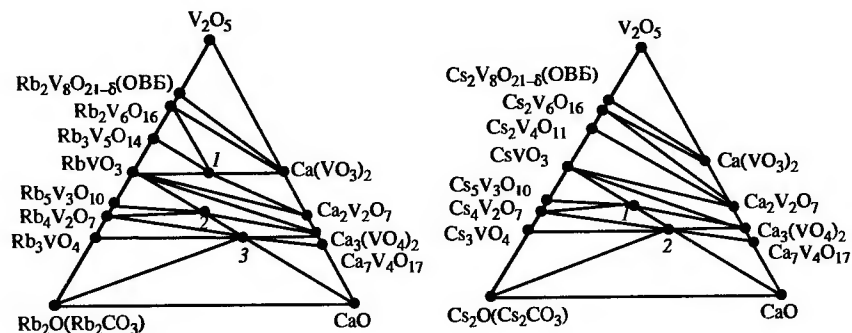 V₂O₅
Rb₂V₈O₂₁₋δ(ОВБ)
Rb₂V₆O₁₆
Rb₃V₅O₁₄
RbVO₃
1
Ca(VO₃)₂
Rb₅V₃O₁₀
Rb₄V₂O₇
2
Ca₂V₂O₇
Rb₃VO₄
3
Ca₃(VO₄)₂
Ca₇V₄O₁₇
Rb₂O(Rb₂CO₃)
CaO
V₂O₅
Cs₂V₈O₂₁₋δ(ОВБ)
Cs₂V₆O₁₆
Cs₂V₄O₁₁
CsVO₃
Ca(VO₃)₂
Cs₅V₃O₁₀
Cs₄V₂O₇
1
Ca₂V₂O₇
Cs₃VO₄
2
Ca₃(VO₄)₂
Ca₇V₄O₁₇
Cs₂O(Cs₂CO₃)
CaO